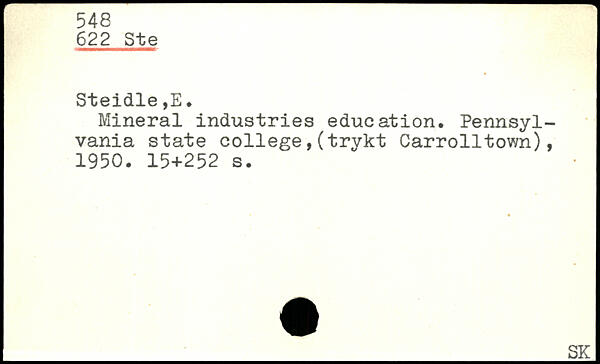 548
622 Ste
Steidle,E.
Mineral industries education. Pennsyl-
vania state college,(trykt Carrolltown),
1950. 15+252 s.
SK